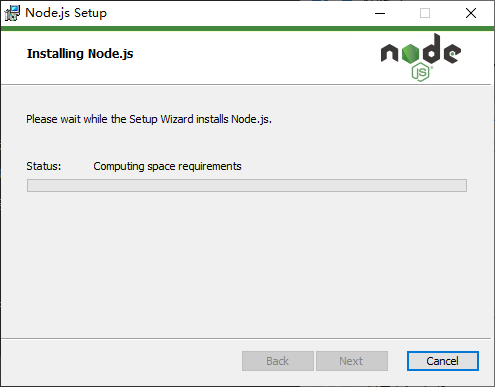 Node.js Setup
Installing Node.js
node
JS
Please wait while the Setup Wizard installs Node.js.
Status: Computing space requirements
Back Next Cancel